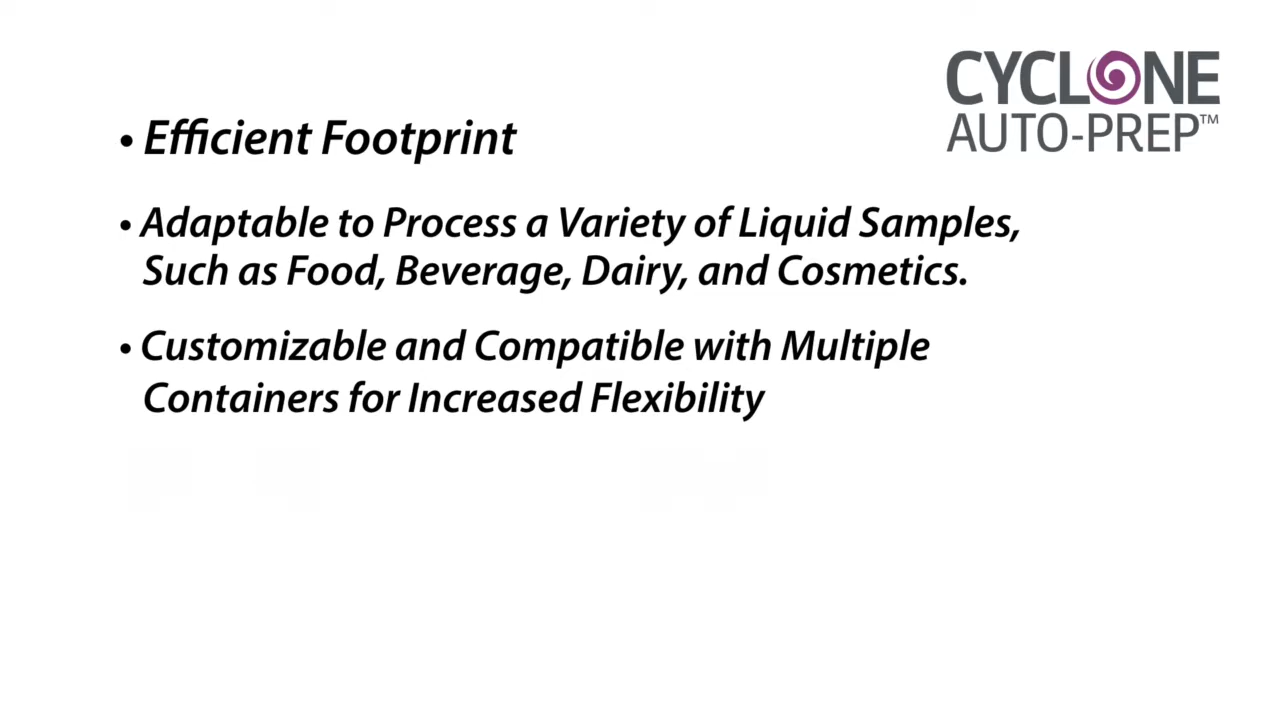 CYCLONE
AUTO-PREP™
• Efficient Footprint
• Adaptable to Process a Variety of Liquid Samples,
Such as Food, Beverage, Dairy, and Cosmetics.
• Customizable and Compatible with Multiple
Containers for Increased Flexibility